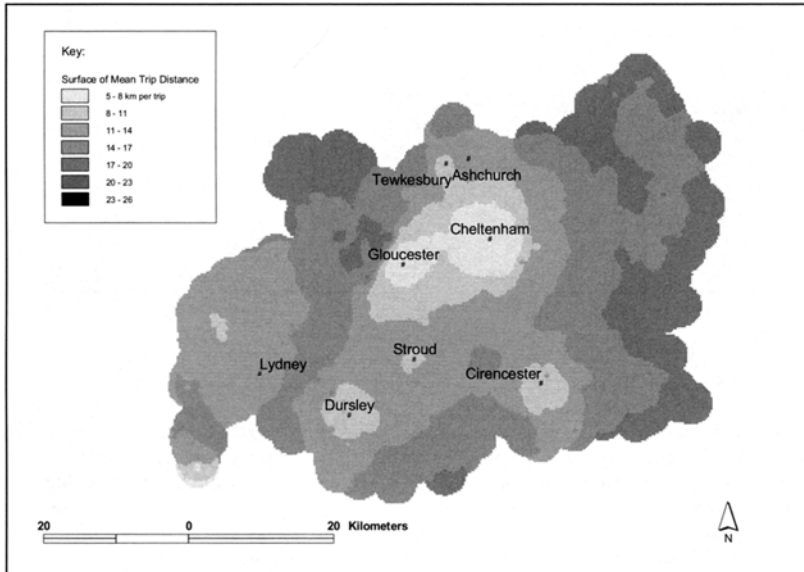 Key:
Surface of Mean Trip Distance
5 - 8 km per trip
8 - 11
11 - 14
14 - 17
17 - 20
20 - 23
23 - 26
Tewkesbury Ashchurch
Cheltenham
Gloucester
Stroud
Cirencester
Lydney
Dursley
20 0 20 Kilometers
N